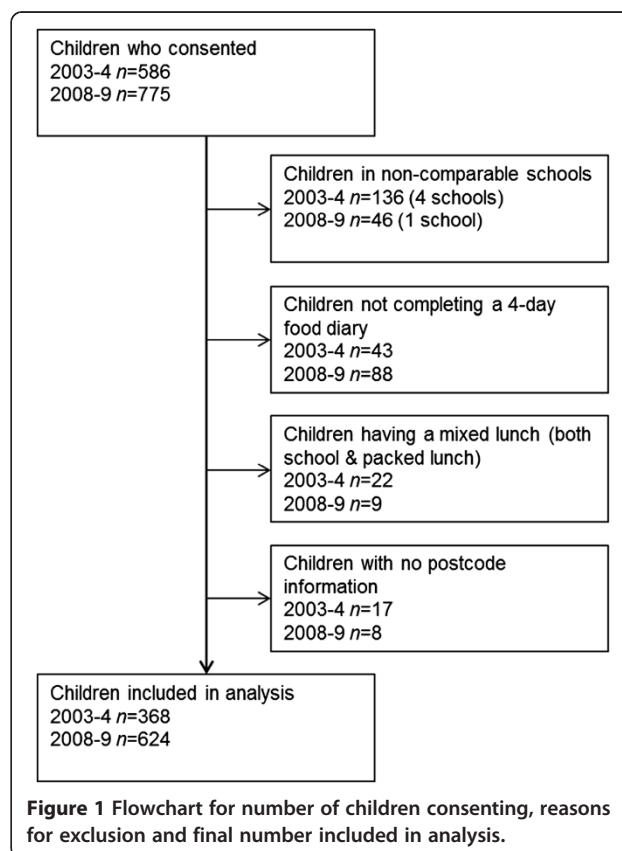 Children who consented
2003-4 n=586
2008-9 n=775
Children in non-comparable schools
2003-4 n=136 (4 schools)
2008-9 n=46 (1 school)
Children not completing a 4-day
food diary
2003-4 n=43
2008-9 n=88
Children having a mixed lunch (both
school & packed lunch)
2003-4 n=22
2008-9 n=9
Children with no postcode
information
2003-4 n=17
2008-9 n=8
Children included in analysis
2003-4 n=368
2008-9 n=624
Figure 1 Flowchart for number of children consenting, reasons
for exclusion and final number included in analysis.